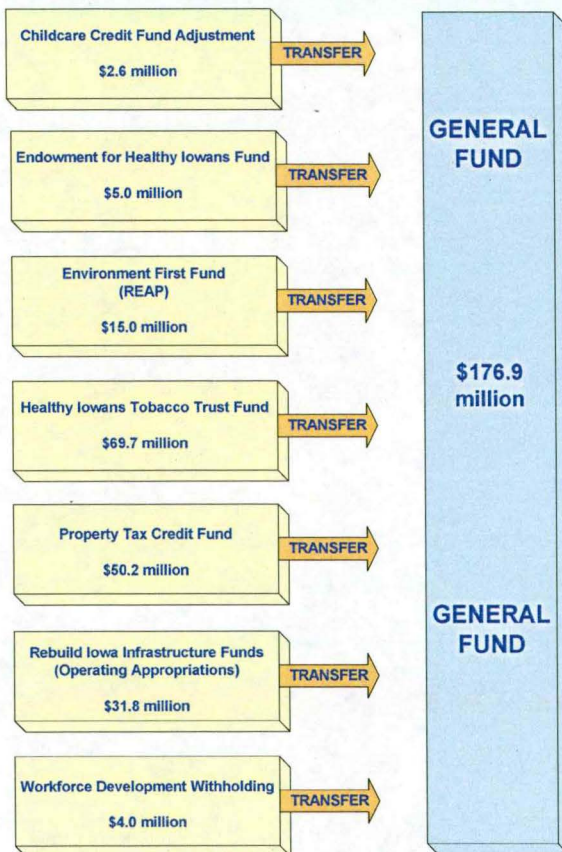 Childcare Credit Fund Adjustment
$2.6 million
TRANSFER
Endowment for Healthy Iowans Fund
$5.0 million
TRANSFER
Environment First Fund
(REAP)
$15.0 million
TRANSFER
Healthy Iowans Tobacco Trust Fund
$69.7 million
TRANSFER
Property Tax Credit Fund
$50.2 million
TRANSFER
Rebuild Iowa Infrastructure Funds
(Operating Appropriations)
$31.8 million
TRANSFER
Workforce Development Withholding
$4.0 million
TRANSFER
GENERAL
FUND
$176.9
million
GENERAL
FUND